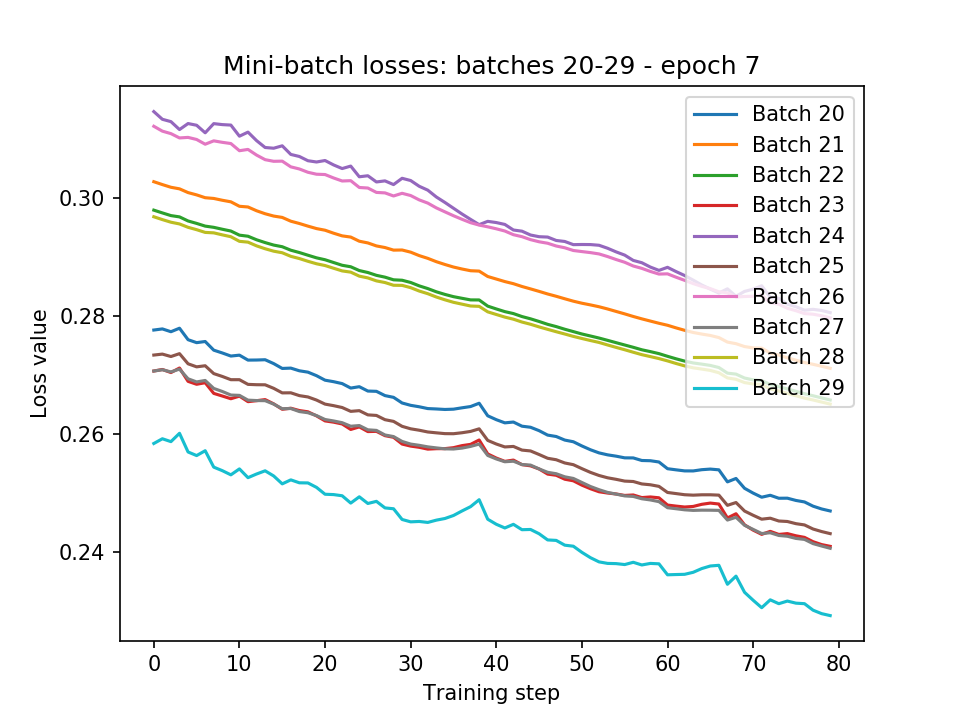 Mini-batch losses: batches 20-29 - epoch 7
Batch 20
Batch 21
Batch 22
Batch 23
Batch 24
Batch 25
Batch 26
Batch 27
Batch 28
Batch 29
0.30
0.28
0.26
0.24
Loss value
0 10 20 30 40 50 60 70 80
Training step